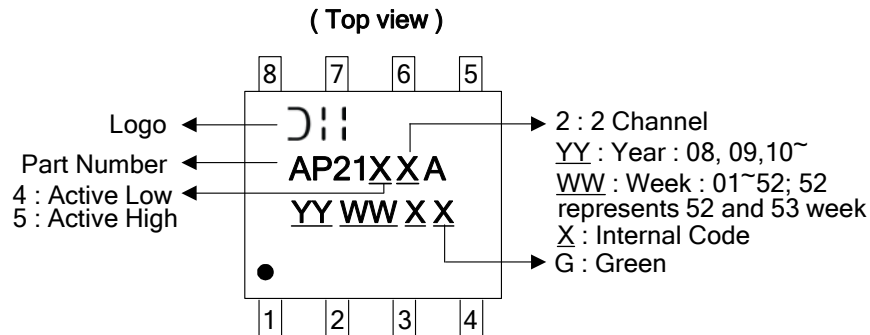 ( Top view )
8 7 6 5
Logo
Part Number
4 : Active Low
5 : Active High
AP21X X A
YY WW X X
2 : 2 Channel
YY : Year : 08, 09,10~
WW : Week : 01~52; 52
represents 52 and 53 week
X : Internal Code
G : Green
1 2 3 4